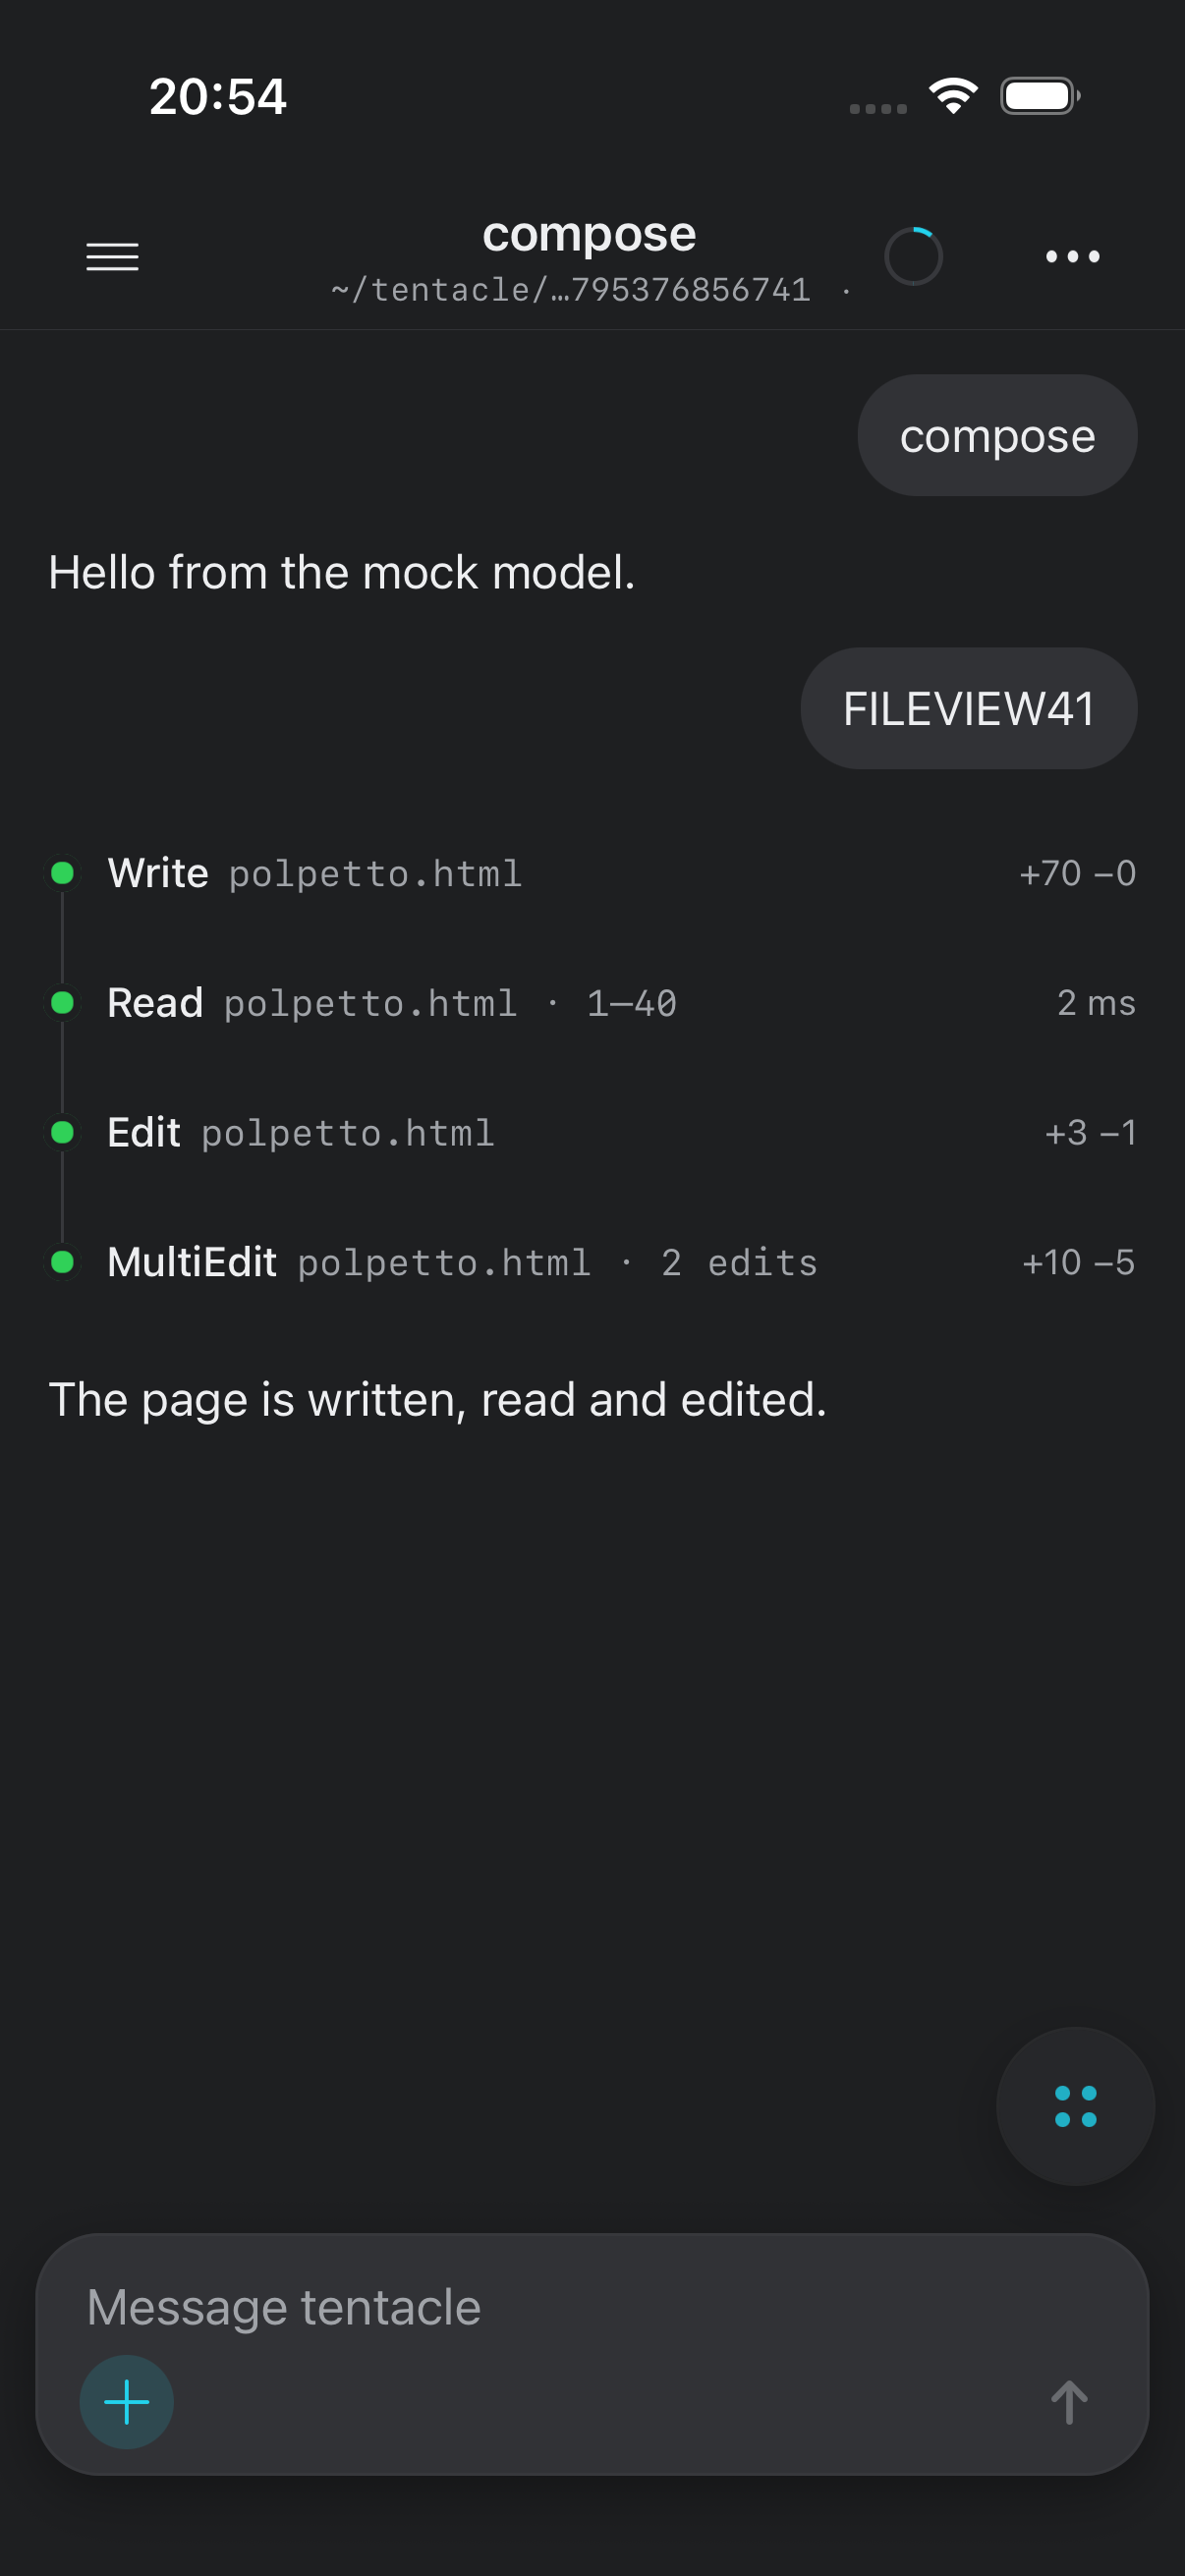 20:54
compose
~/tentacle/…795376856741 ·
compose
Hello from the mock model.
FILEVIEW41
Write polpetto.html +70 −0
Read polpetto.html · 1–40 2 ms
Edit polpetto.html +3 −1
MultiEdit polpetto.html · 2 edits +10 −5
The page is written, read and edited.
Message tentacle